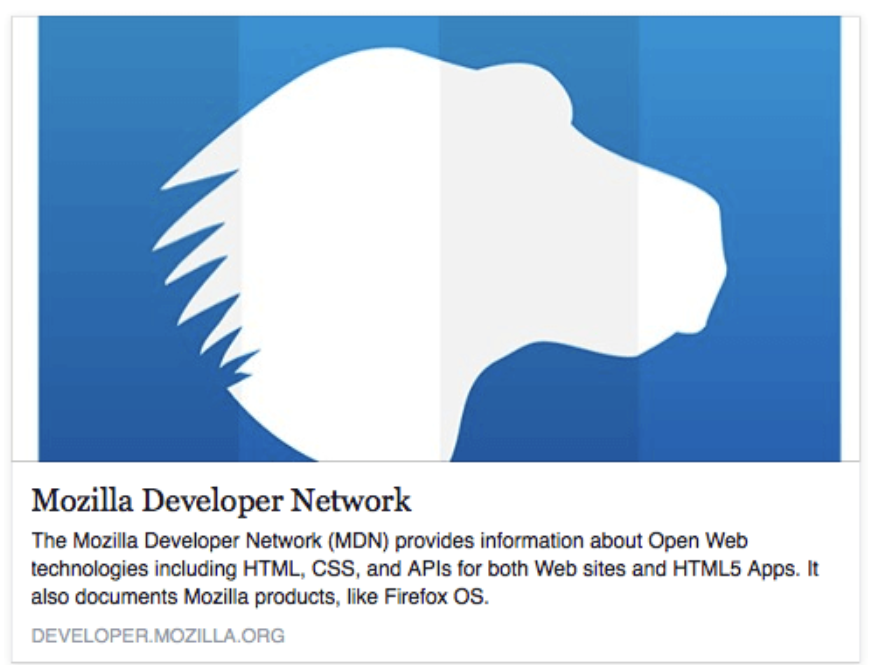 Mozilla Developer Network
The Mozilla Developer Network (MDN) provides information about Open Web
technologies including HTML, CSS, and APIs for both Web sites and HTML5 Apps. It
also documents Mozilla products, like Firefox OS.
DEVELOPER.MOZILLA.ORG